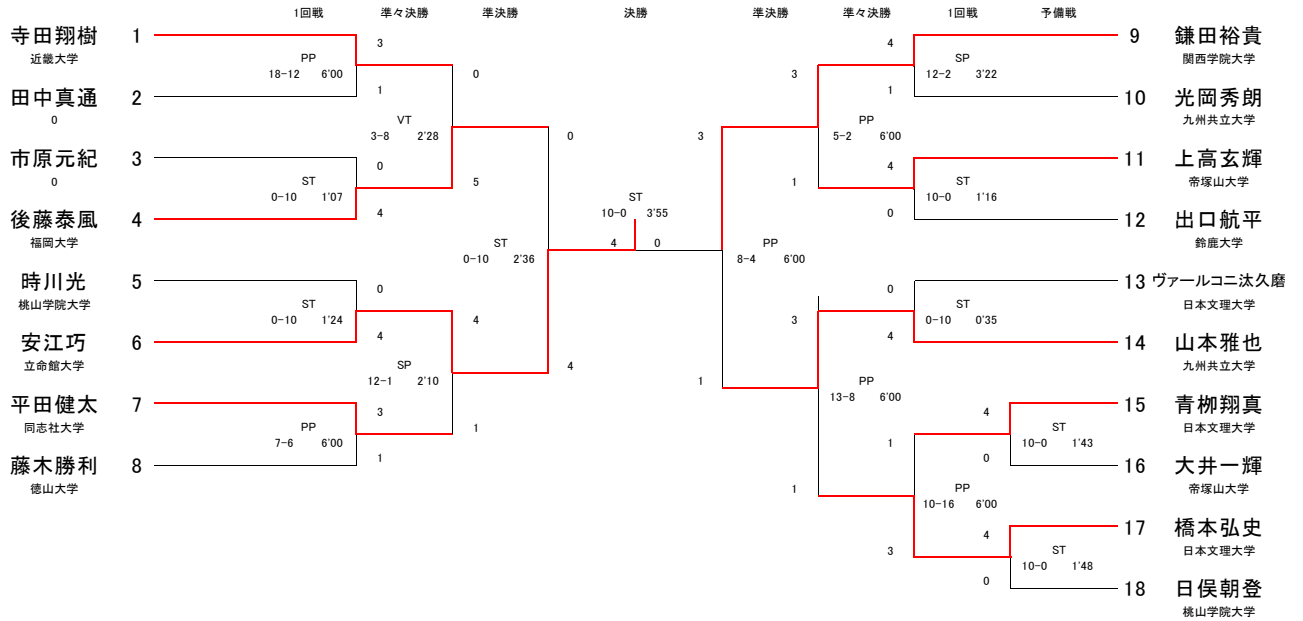 1回戦 準々決勝 準決勝 決勝 準決勝 準々決勝 1回戦 予備戦
寺田翔樹 1
近畿大学
PP
18-12 6'00
3
田中真通 2
0
1
0
VT
3-8 2'28
市原元紀 3
0
0
ST
0-10 1'07
5
後藤泰風 4
福岡大学
4
0
ST
0-10 2'36
時川光 5
桃山学院大学
0
ST
0-10 1'24
4
安江巧 6
立命館大学
4
SP
12-1 2'10
4
平田健太 7
同志社大学
3
PP
7-6 6'00
1
藤木勝利 8
徳山大学
1
ST
10-0 3'55
4 0
9 鎌田裕貴
関西学院大学
4
SP
12-2 3'22
3
10 光岡秀朗
九州共立大学
1
PP
5-2 6'00
3
11 上高玄輝
帝塚山大学
4
ST
10-0 1'16
1
12 出口航平
鈴鹿大学
0
PP
8-4 6'00
13 ヴァールコニ汰久磨
日本文理大学
0
ST
0-10 0'35
3
14 山本雅也
九州共立大学
4
PP
13-8 6'00
1
15 青栁翔真
日本文理大学
4
ST
10-0 1'43
1
16 大井一輝
帝塚山大学
0
PP
10-16 6'00
1
17 橋本弘史
日本文理大学
4
ST
10-0 1'48
3
18 日俣朝登
桃山学院大学
0